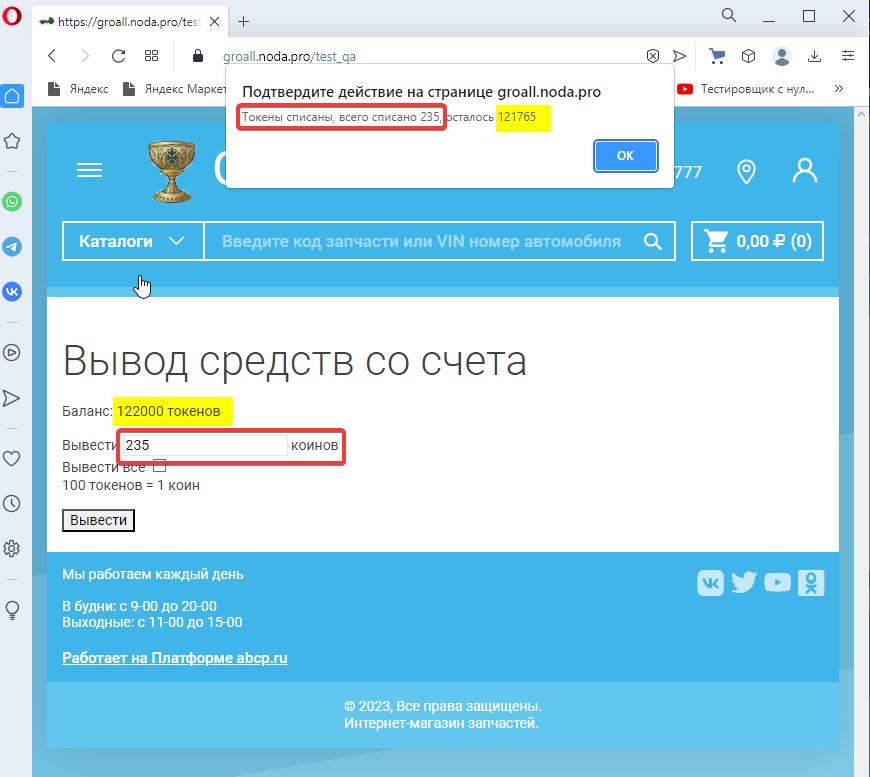 https://groall.noda.pro/test
groall.noda.pro/test_qa
Яндекс
Яндекс Маркет
Тестировщик с нул...
Подтвердите действие на странице groall.noda.pro
Токены списаны, всего списано 235, осталось 121765
ОК
777
Каталоги
Введите код запчасти или VIN номер автомобиля
0,00 ₽ (0)
Вывод средств со счета
Баланс: 122000 токенов
Вывести 235 коинов
Вывести все
100 токенов = 1 коин
Вывести
Мы работаем каждый день
В будни: с 9-00 до 20-00
Выходные: с 11-00 до 15-00
Работает на Платформе abcp.ru
© 2023, Все права защищены.
Интернет-магазин запчастей.